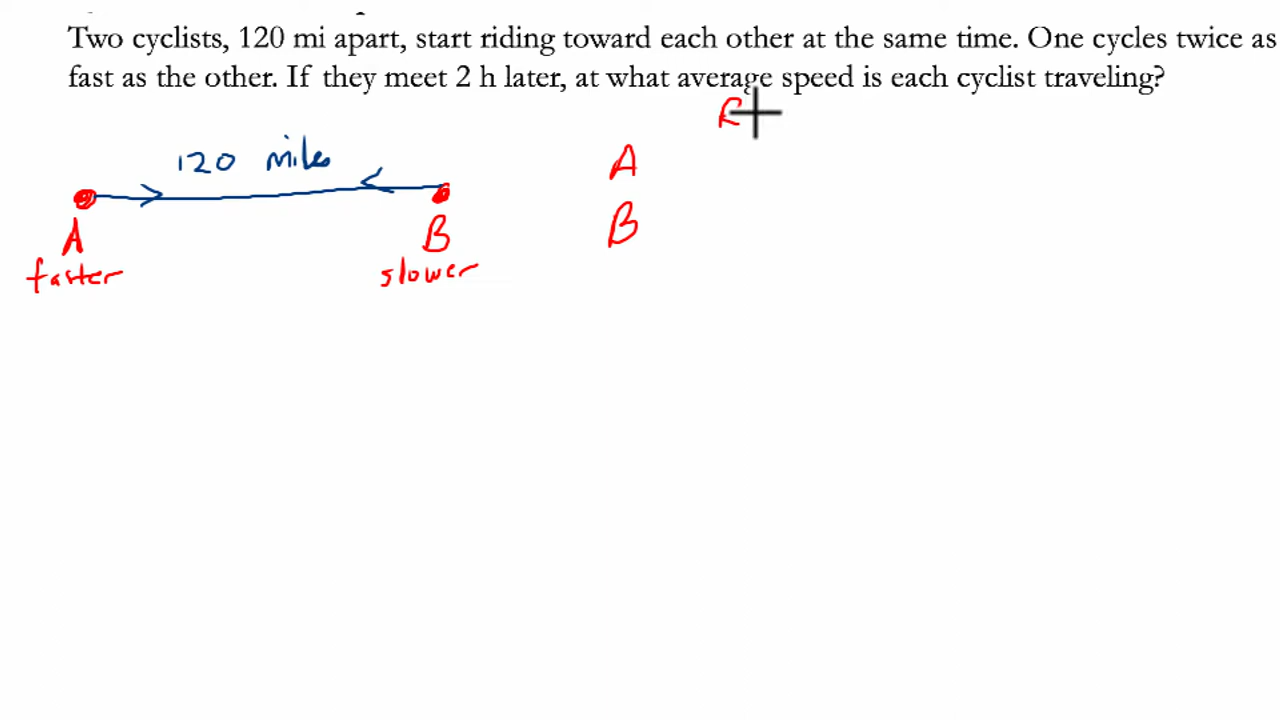 Two cyclists, 120 mi apart, start riding toward each other at the same time. One cycles twice as
fast as the other. If they meet 2 h later, at what average speed is each cyclist traveling?
R
120 miles
A
B
A
B
faster
slower